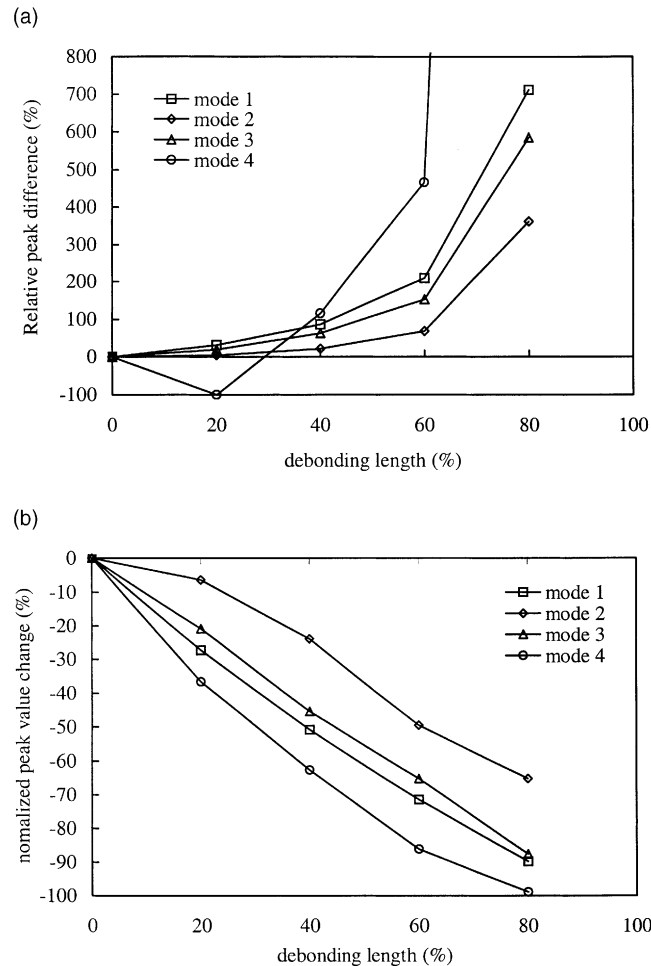 (a)
800
700
600
500
400
300
200
100
0
-100
Relative peak difference (%)
mode 1
mode 2
mode 3
mode 4
0 20 40 60 80 100
debonding length (%)
(b)
0
-10
-20
-30
-40
-50
-60
-70
-80
-90
-100
nomalized peak value change (%)
mode 1
mode 2
mode 3
mode 4
0 20 40 60 80 100
debonding length (%)